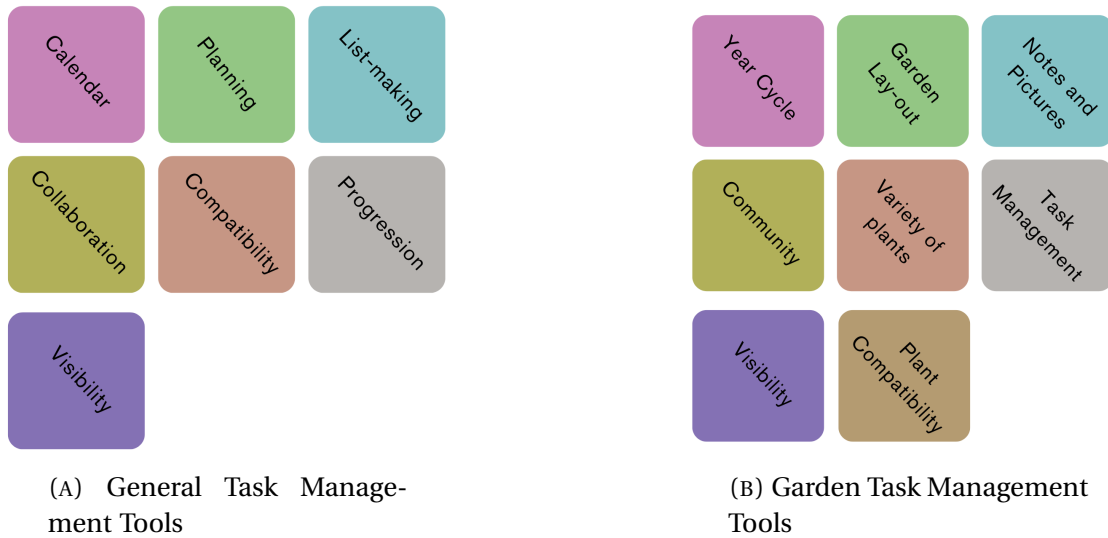 Calendar
Planning
List-making
Collaboration
Compatibility
Progression
Visibility
(A) General Task Manage-
ment Tools
Year Cycle
Garden
Lay-out
Notes and
Pictures
Community
Variety of
plants
Task
Management
Visibility
Plant
Compatibility
(B) Garden Task Management
Tools